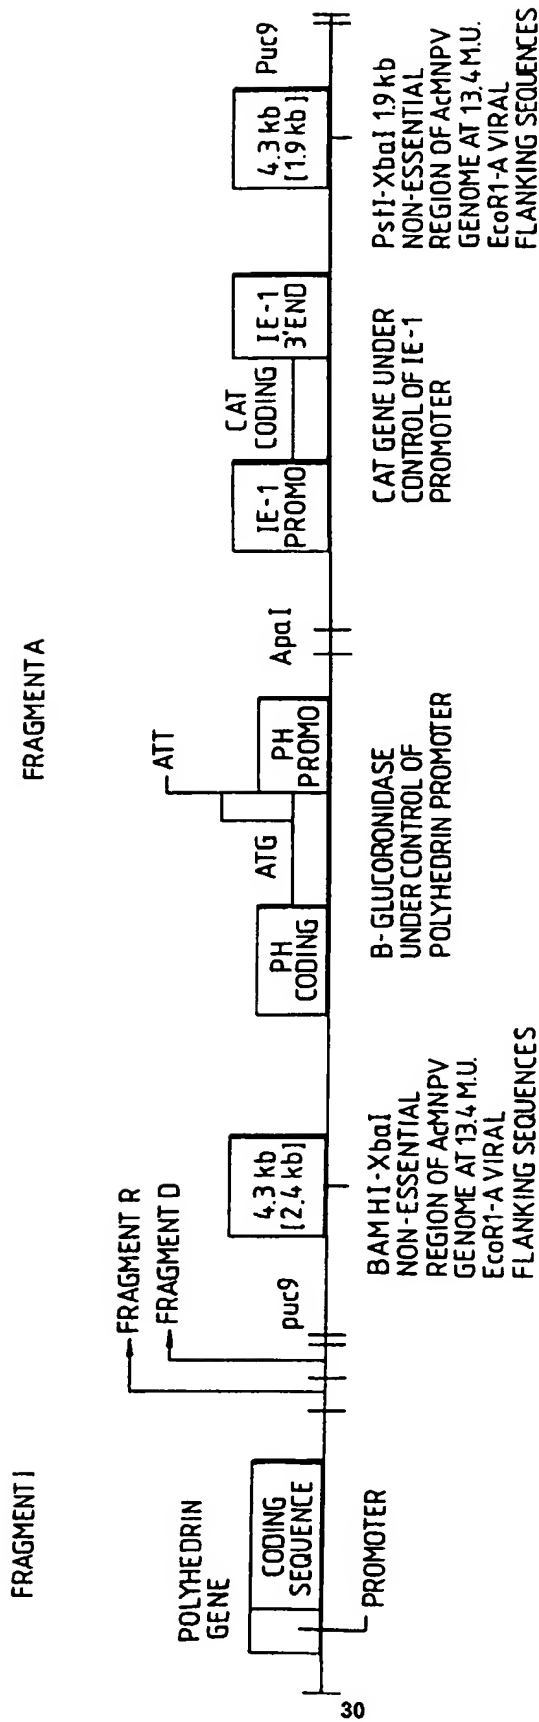 FRAGMENT I
FRAGMENT A
POLYHEDRIN
GENE
CODING
SEQUENCE
PROMOTER
FRAGMENT R
FRAGMENT D
puc9
4.3 kb
[2.4 kb]
BAM HI-XbaI
NON-ESSENTIAL
REGION OF AcMNPV
GENOME AT 13.4 M.U.
EcoR1-A VIRAL
FLANKING SEQUENCES
PH
CODING
ATG
ATT
PH
PROMO
B-GLUCORONIDASE
UNDER CONTROL OF
POLYHEDRIN PROMOTER
ApaI
IE-1
PROMO
CAT
CODING
IE-1
3'END
CAT GENE UNDER
CONTROL OF IE-1
PROMOTER
4.3 kb
[1.9 kb]
Puc9
PstI-XbaI 1.9 kb
NON-ESSENTIAL
REGION OF AcMNPV
GENOME AT 13.4 M.U.
EcoR1-A VIRAL
FLANKING SEQUENCES
30